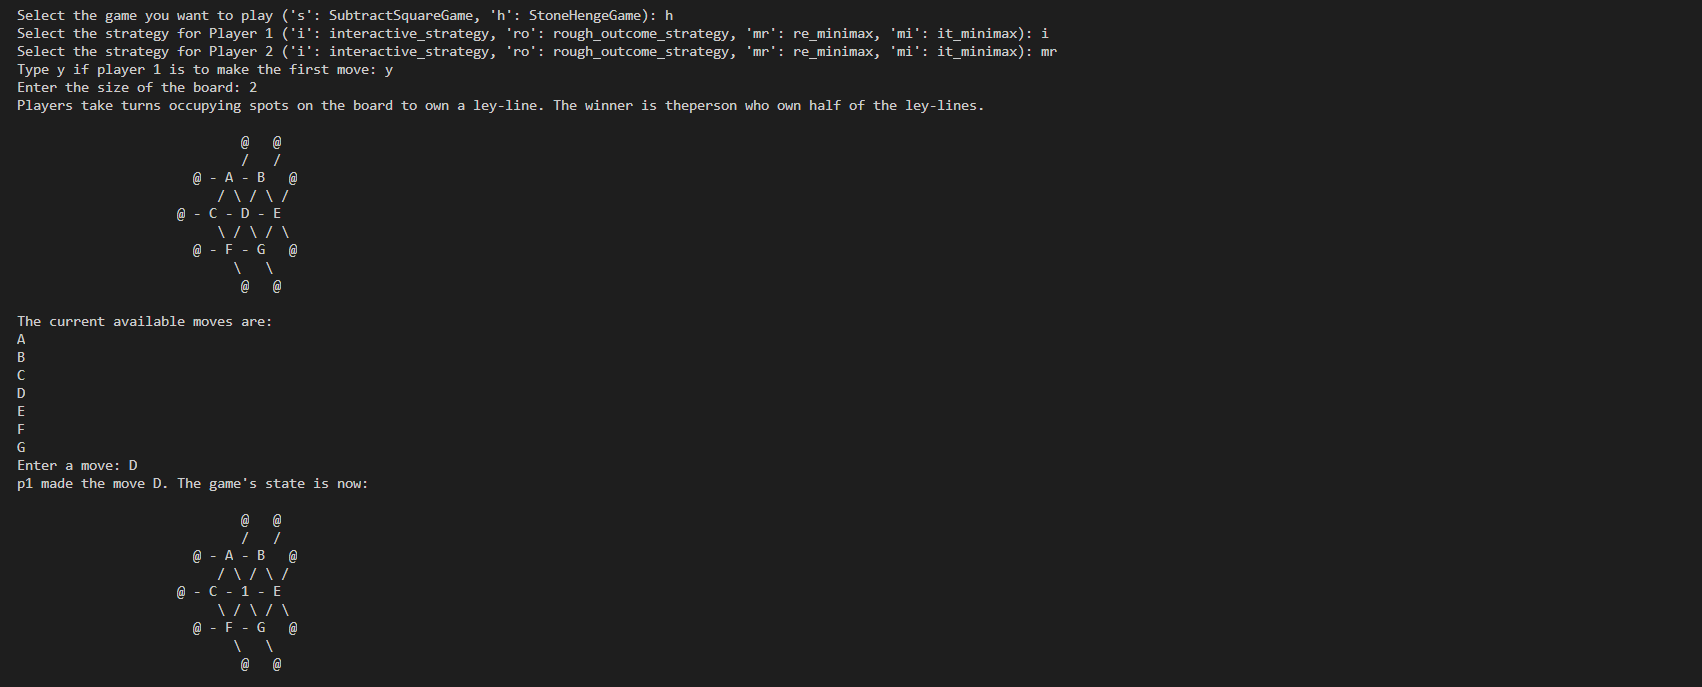 Select the game you want to play ('s': SubtractSquareGame, 'h': StoneHengeGame): h
Select the strategy for Player 1 ('i': interactive_strategy, 'ro': rough_outcome_strategy, 'mr': re_minimax, 'mi': it_minimax): i
Select the strategy for Player 2 ('i': interactive_strategy, 'ro': rough_outcome_strategy, 'mr': re_minimax, 'mi': it_minimax): mr
Type y if player 1 is to make the first move: y
Enter the size of the board: 2
Players take turns occupying spots on the board to own a ley-line. The winner is theperson who own half of the ley-lines.
@   @
/   /
@ - A - B   @
/ \ / \ /
@ - C - D - E
\ / \ / \
@ - F - G   @
\   \
@   @
The current available moves are:
A
B
C
D
E
F
G
Enter a move: D
p1 made the move D. The game's state is now:
@   @
/   /
@ - A - B   @
/ \ / \ /
@ - C - 1 - E
\ / \ / \
@ - F - G   @
\   \
@   @